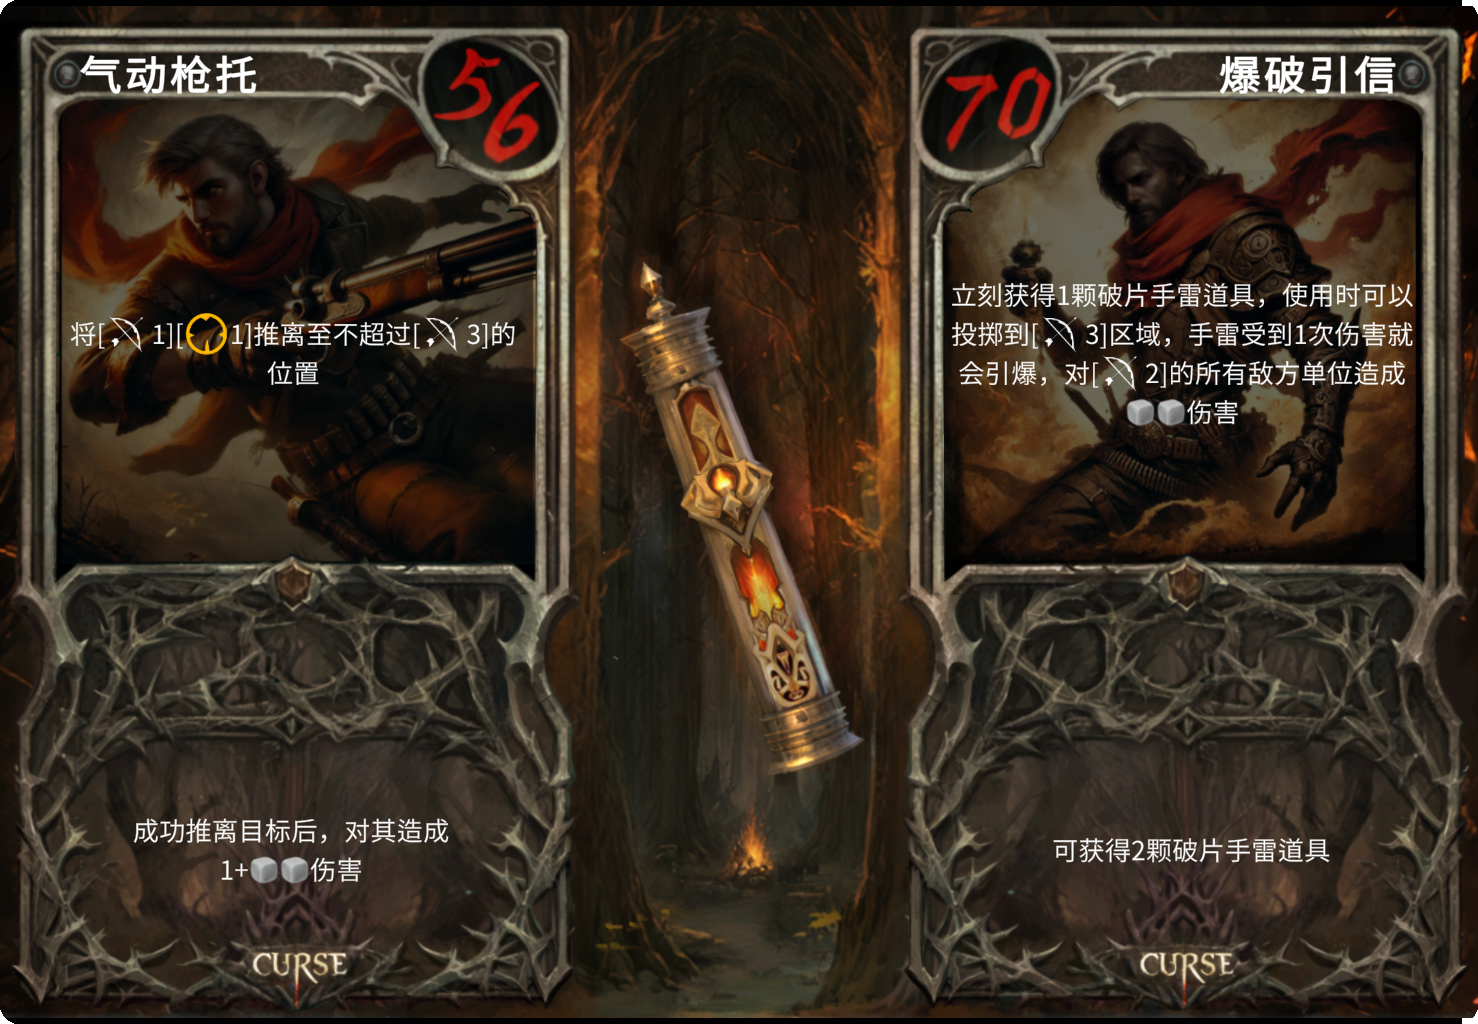 气动枪托
56
将[1][1]推离至不超过[3]的
位置
成功推离目标后，对其造成
1+伤害
CURSE
70
爆破引信
立刻获得1颗破片手雷道具，使用时可以
投掷到[3]区域，手雷受到1次伤害就
会引爆，对[2]的所有敌方单位造成
伤害
可获得2颗破片手雷道具
CURSE